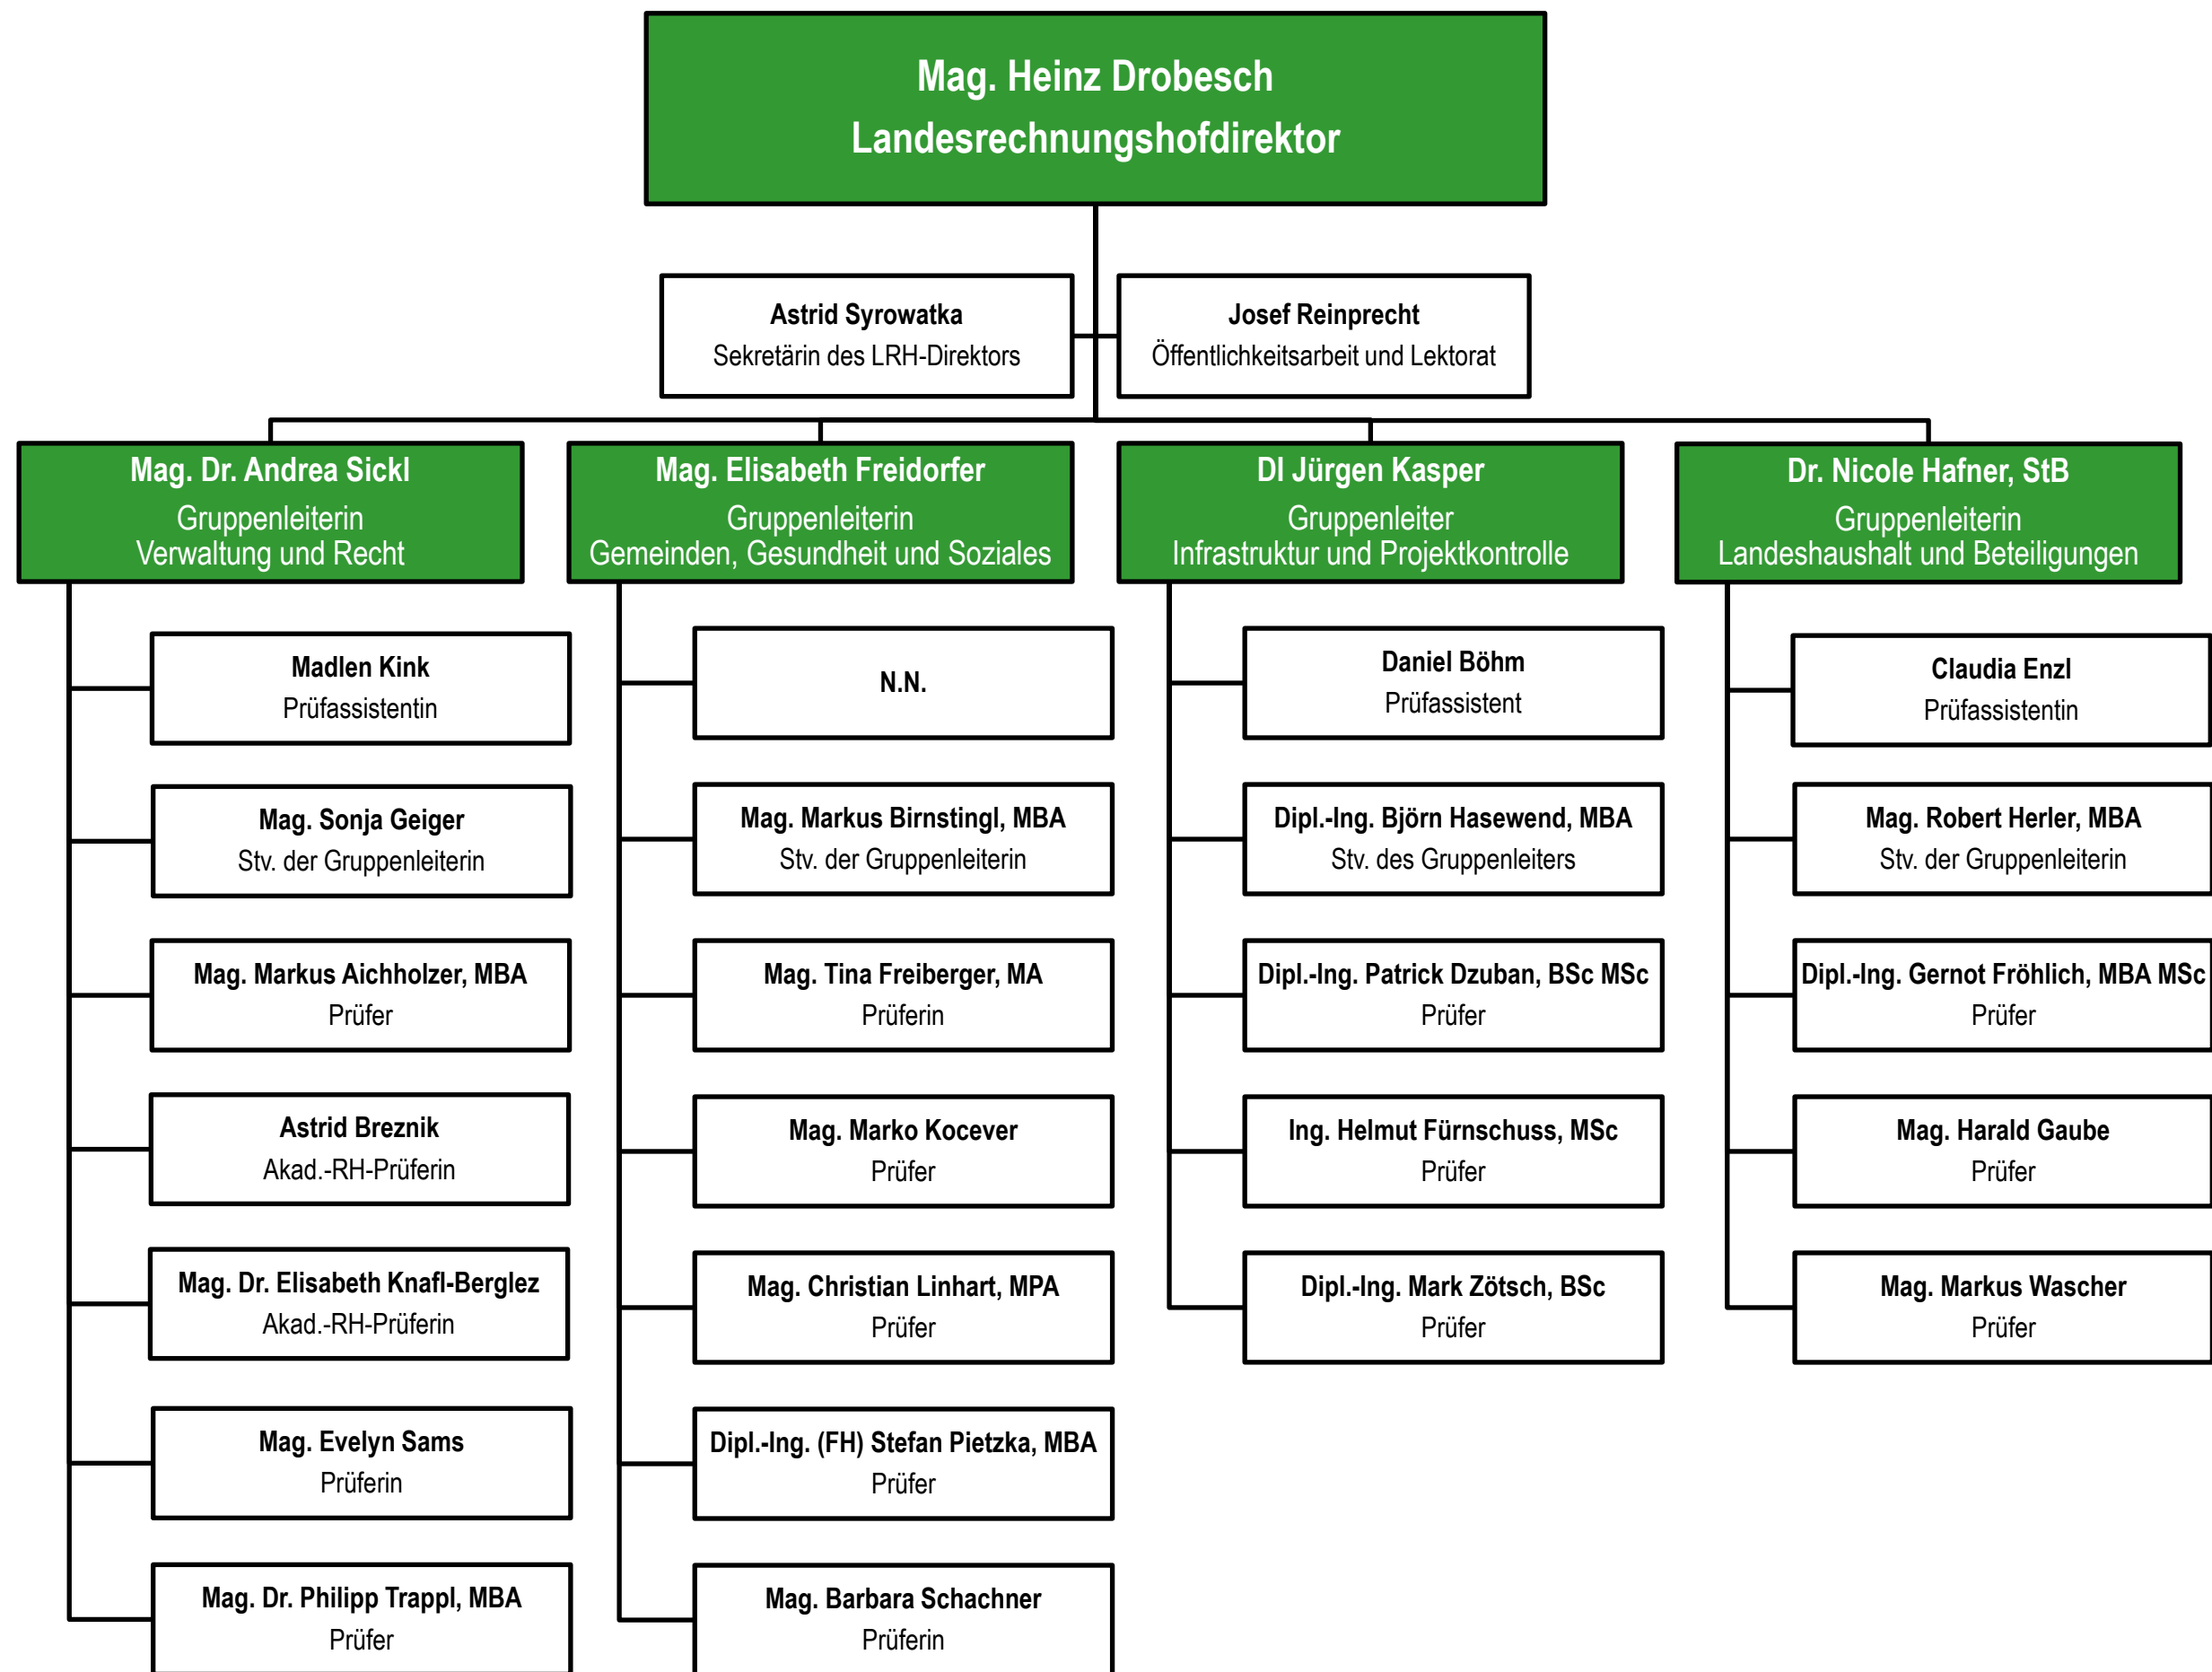 Mag. Heinz Drobesch
Landesrechnungshofdirektor
Astrid Syrowatka
Sekretärin des LRH-Direktors
Josef Reinprecht
Öffentlichkeitsarbeit und Lektorat
Mag. Dr. Andrea Sickl
Gruppenleiterin
Verwaltung und Recht
Madlen Kink
Prüfassistentin
Mag. Sonja Geiger
Stv. der Gruppenleiterin
Mag. Markus Aichholzer, MBA
Prüfer
Astrid Breznik
Akad.-RH-Prüferin
Mag. Dr. Elisabeth Knafl-Berglez
Akad.-RH-Prüferin
Mag. Evelyn Sams
Prüferin
Mag. Dr. Philipp Trappl, MBA
Prüfer
Mag. Elisabeth Freidorfer
Gruppenleiterin
Gemeinden, Gesundheit und Soziales
N.N.
Mag. Markus Birnstingl, MBA
Stv. der Gruppenleiterin
Mag. Tina Freiberger, MA
Prüferin
Mag. Marko Kocever
Prüfer
Mag. Christian Linhart, MPA
Prüfer
Dipl.-Ing. (FH) Stefan Pietzka, MBA
Prüfer
Mag. Barbara Schachner
Prüferin
DI Jürgen Kasper
Gruppenleiter
Infrastruktur und Projektkontrolle
Daniel Böhm
Prüfassistent
Dipl.-Ing. Björn Hasewend, MBA
Stv. des Gruppenleiters
Dipl.-Ing. Patrick Dzuban, BSc MSc
Prüfer
Ing. Helmut Fürnschuss, MSc
Prüfer
Dipl.-Ing. Mark Zötsch, BSc
Prüfer
Dr. Nicole Hafner, StB
Gruppenleiterin
Landeshaushalt und Beteiligungen
Claudia Enzl
Prüfassistentin
Mag. Robert Herler, MBA
Stv. der Gruppenleiterin
Dipl.-Ing. Gernot Fröhlich, MBA MSc
Prüfer
Mag. Harald Gaube
Prüfer
Mag. Markus Wascher
Prüfer